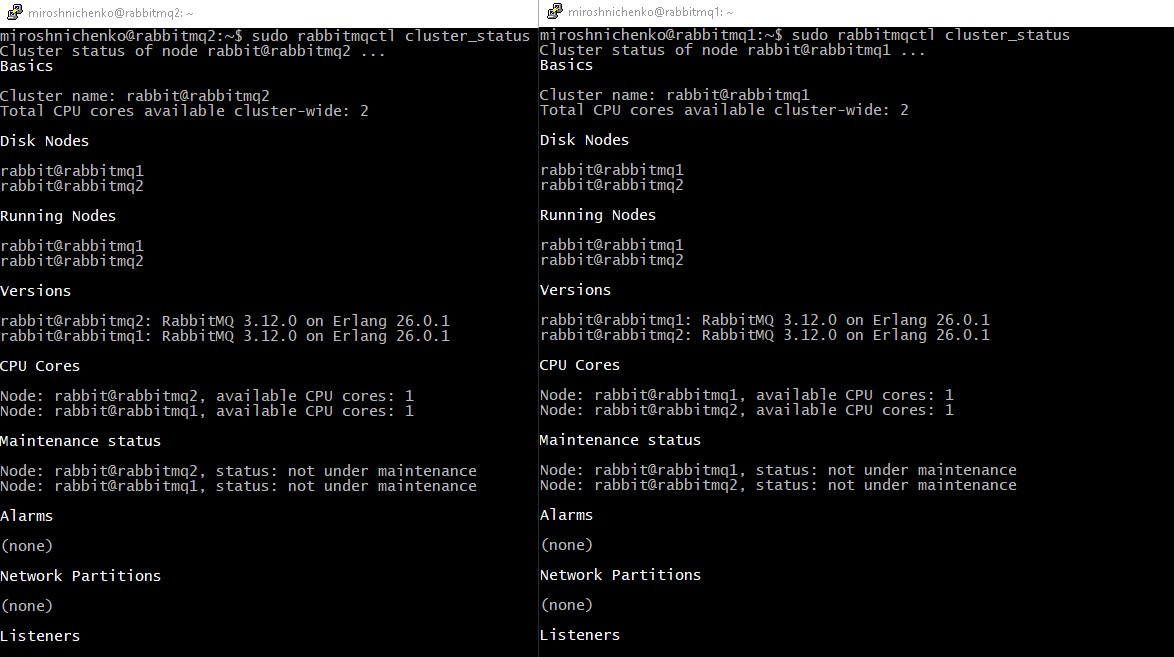 miroshnichenko@rabbitmq2: ~
miroshnichenko@rabbitmq2:~$ sudo rabbitmqctl cluster_status
Cluster status of node rabbit@rabbitmq2 ...
Basics
Cluster name: rabbit@rabbitmq2
Total CPU cores available cluster-wide: 2
Disk Nodes
rabbit@rabbitmq1
rabbit@rabbitmq2
Running Nodes
rabbit@rabbitmq1
rabbit@rabbitmq2
Versions
rabbit@rabbitmq2: RabbitMQ 3.12.0 on Erlang 26.0.1
rabbit@rabbitmq1: RabbitMQ 3.12.0 on Erlang 26.0.1
CPU Cores
Node: rabbit@rabbitmq2, available CPU cores: 1
Node: rabbit@rabbitmq1, available CPU cores: 1
Maintenance status
Node: rabbit@rabbitmq2, status: not under maintenance
Node: rabbit@rabbitmq1, status: not under maintenance
Alarms
(none)
Network Partitions
(none)
Listeners
miroshnichenko@rabbitmq1: ~
miroshnichenko@rabbitmq1:~$ sudo rabbitmqctl cluster_status
Cluster status of node rabbit@rabbitmq1 ...
Basics
Cluster name: rabbit@rabbitmq1
Total CPU cores available cluster-wide: 2
Disk Nodes
rabbit@rabbitmq1
rabbit@rabbitmq2
Running Nodes
rabbit@rabbitmq1
rabbit@rabbitmq2
Versions
rabbit@rabbitmq1: RabbitMQ 3.12.0 on Erlang 26.0.1
rabbit@rabbitmq2: RabbitMQ 3.12.0 on Erlang 26.0.1
CPU Cores
Node: rabbit@rabbitmq1, available CPU cores: 1
Node: rabbit@rabbitmq2, available CPU cores: 1
Maintenance status
Node: rabbit@rabbitmq1, status: not under maintenance
Node: rabbit@rabbitmq2, status: not under maintenance
Alarms
(none)
Network Partitions
(none)
Listeners